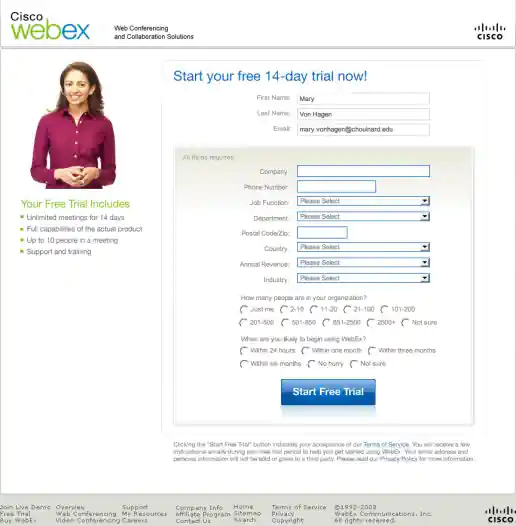 Cisco
webex
Web Conferencing
and Collaboration Solutions
CISCO
Start your free 14-day trial now!
First Name: Mary
Last Name: Von Hagen
Email: mary.vonhagen@chouinard.edu
Your Free Trial Includes
Unlimited meetings for 14 days
Full capabilities of the actual product
Up to 10 people in a meeting
Support and training
All fields required
Company:
Phone Number:
Job Function: Please Select
Department: Please Select
Postal Code/Zip:
Country: Please Select
Annual Revenue: Please Select
Industry: Please Select
How many people are in your organization?
Just me 2-10 11-20 21-100 101-200
201-500 501-850 851-2500 2500+ Not sure
When are you likely to begin using WebEx?
Within 24 hours Within one month Within three months
Within six months No hurry Not sure
Start Free Trial
Clicking the "Start Free Trial" button indicates your acceptance of our Terms of Service. You will receive a few
instructional emails during your free trial period to help you get started using WebEx. Your email address and
personal information will not be sold or given to a third party. Please read our Privacy Policy for more information.
Join Live Demo Overview Support Company Info Home Terms of Service ©1992-2008
Free Trial Web Conferencing My Resources Affiliate Program Sitemap Privacy WebEx Communications, Inc.
Buy WebEx Video Conferencing Careers Contact Us Search Copyright All rights reserved.
CISCO